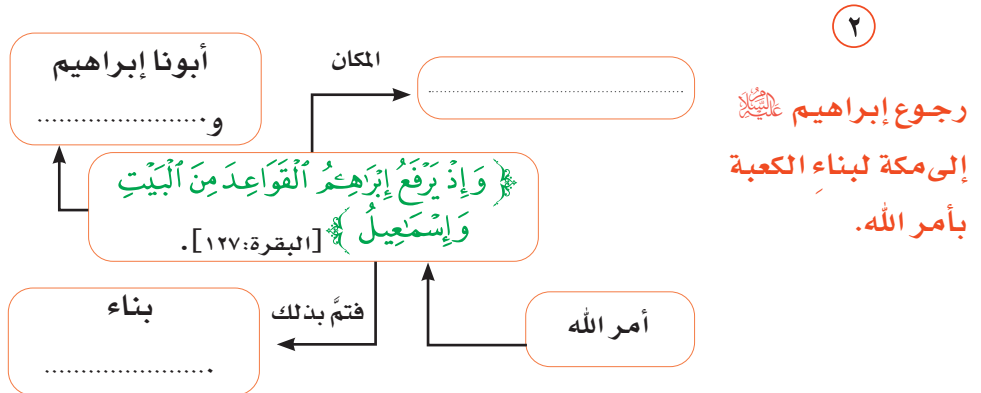 ٢
رجوع إبراهيم عليه السلام
إلى مكة لبناءِ الكعبة
بأمر الله.
المكان
................................................................
أبونا إبراهيم
و......................
﴿ وَإِذْ يَرْفَعُ إِبْرَٰهِـۧمُ ٱلْقَوَاعِدَ مِنَ ٱلْبَيْتِ
وَإِسْمَٰعِيلُ ﴾ [البقرة:١٢٧].
أمر الله
فتمَّ بذلك
بناء
......................